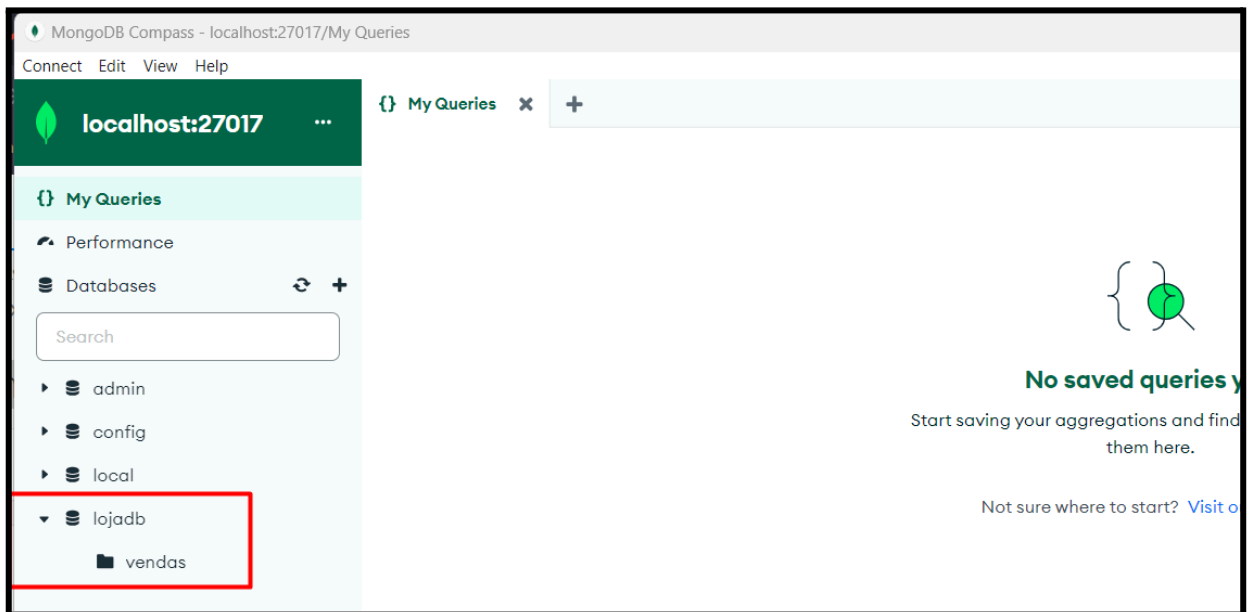 MongoDB Compass - localhost:27017/My Queries
Connect Edit View Help
localhost:27017 ...
{} My Queries
{} My Queries
Performance
Databases
Search
admin
config
local
lojadb
vendas
No saved queries y
Start saving your aggregations and find
them here.
Not sure where to start? Visit o